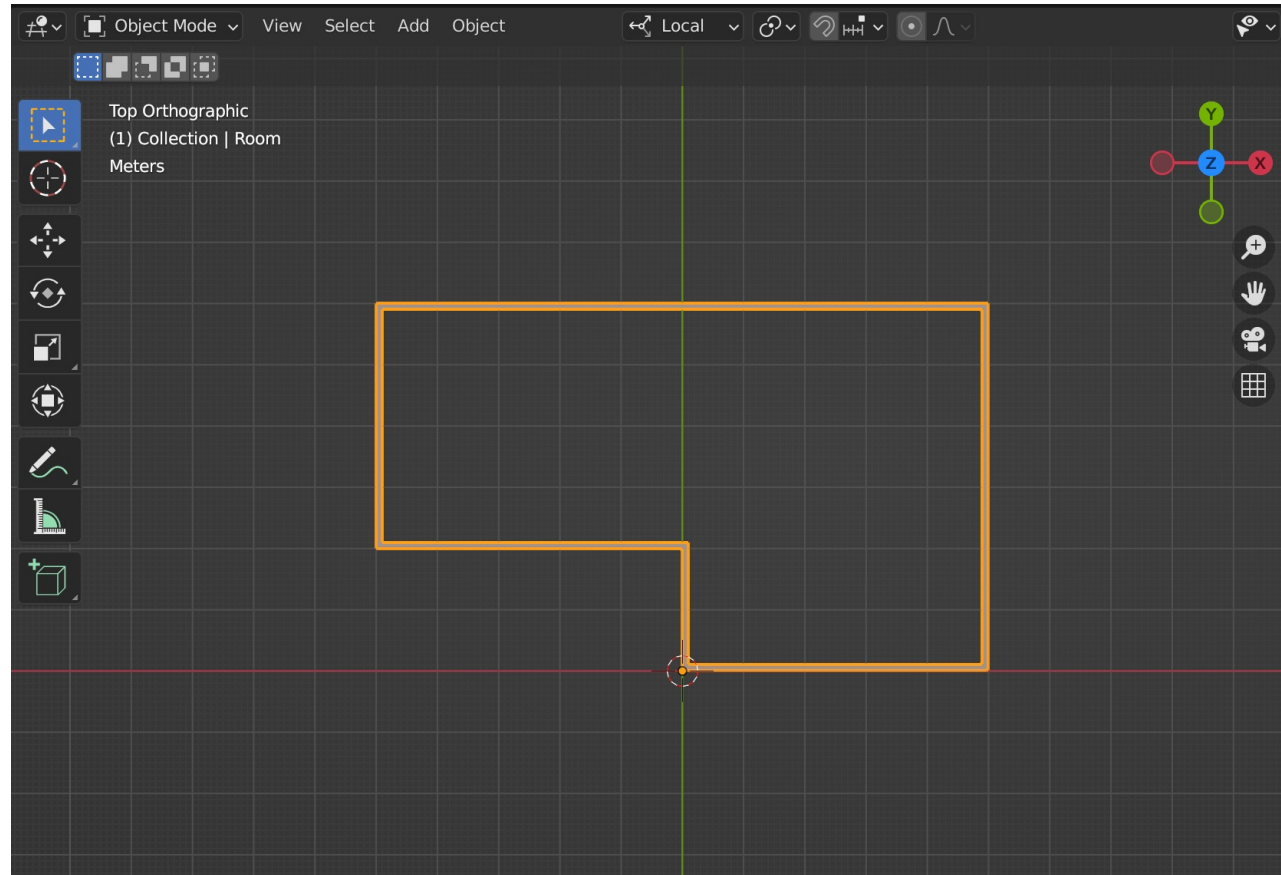 Object Mode View Select Add Object Local
Top Orthographic
(1) Collection | Room
Meters
Y
Z X